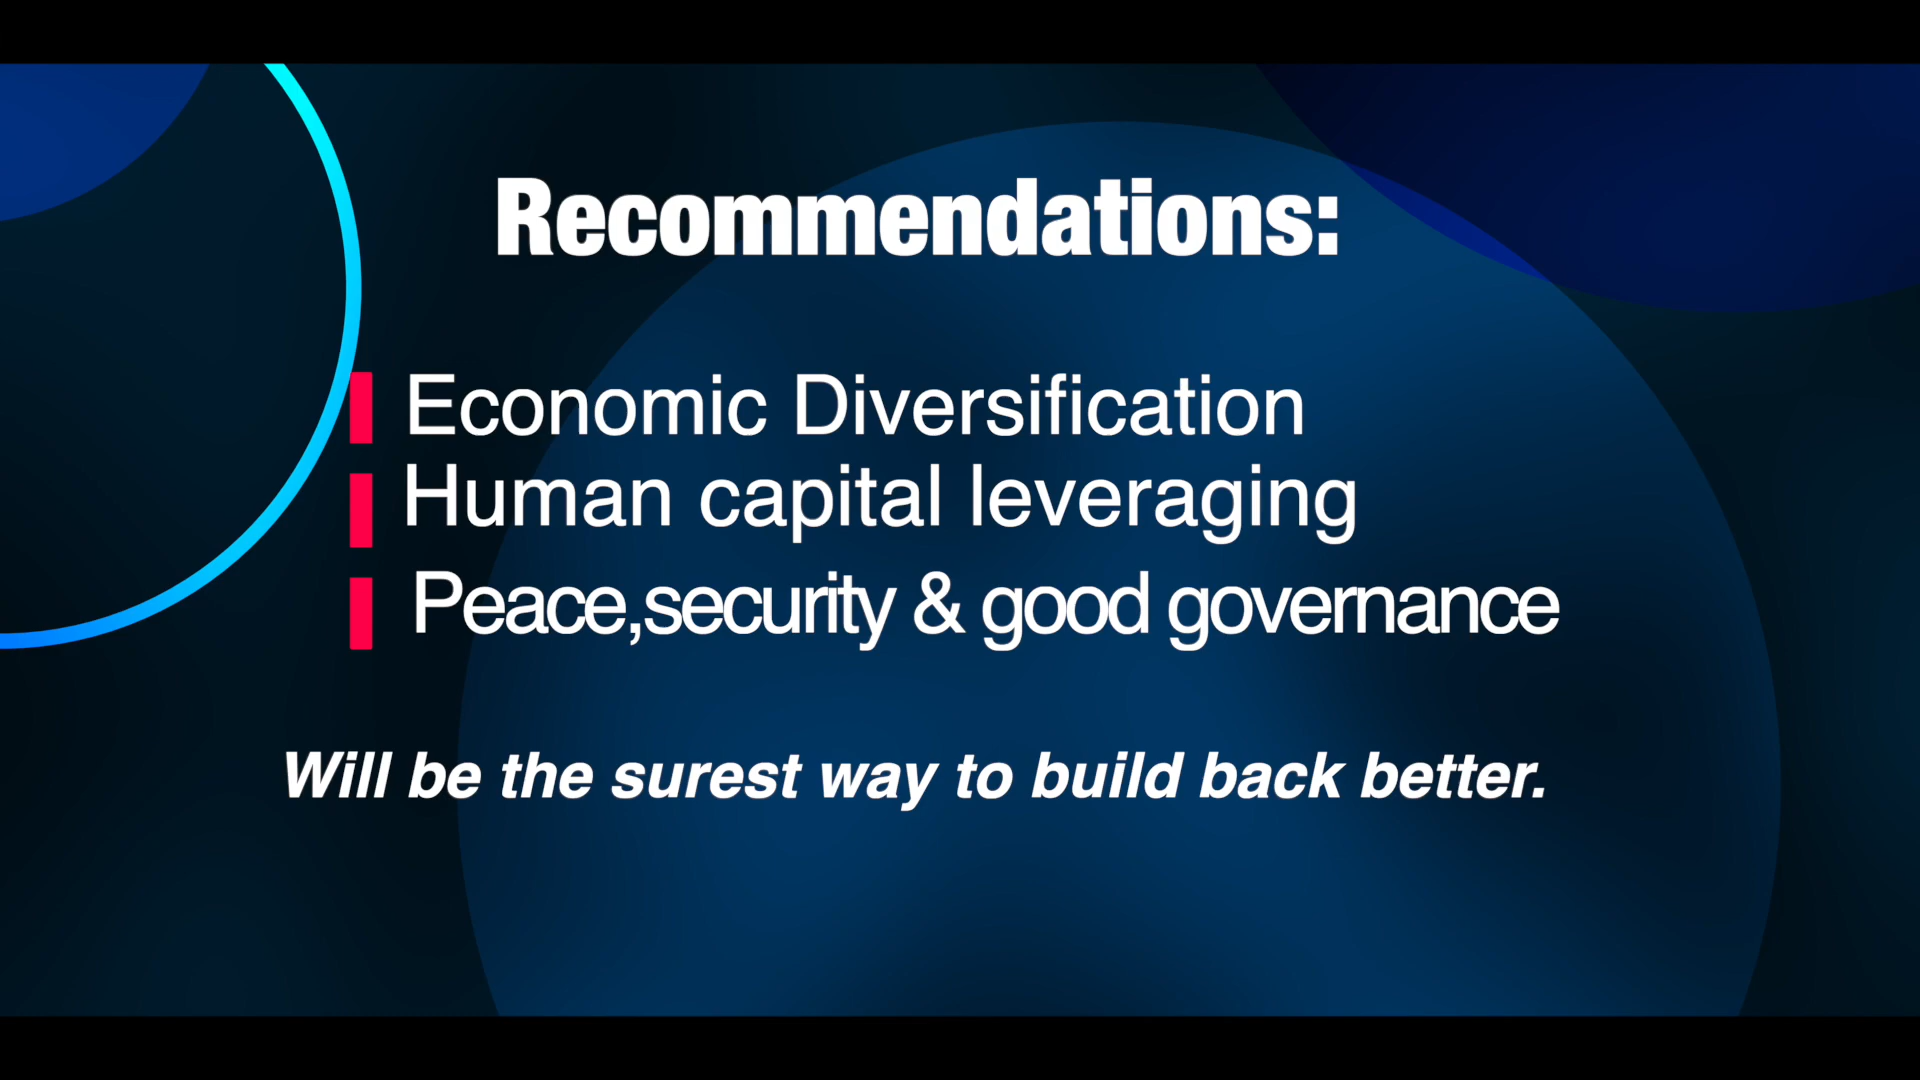 Recommendations:
Economic Diversification
Human capital leveraging
Peace,security & good governance
Will be the surest way to build back better.